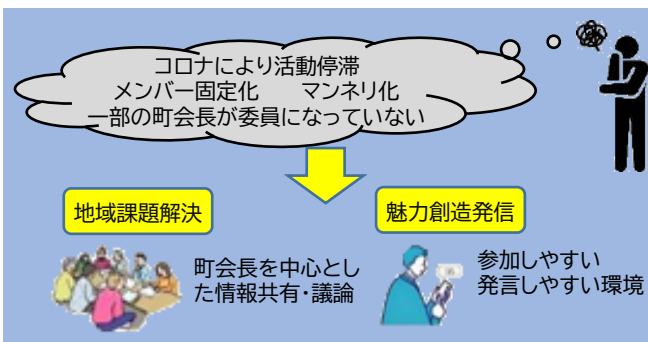 コロナにより活動停滞
メンバー固定化　　マンネリ化
一部の町会長が委員になっていない
地域課題解決
町会長を中心とし
た情報共有・議論
魅力創造発信
参加しやすい
発言しやすい環境